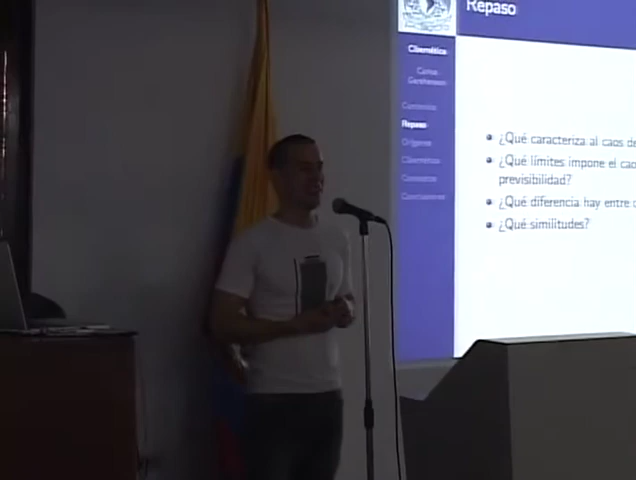 Repaso
Cibernética
Carlos
Gershenson
Contenido
Repaso
Orígenes
Cibernética
Conclusiones
¿Qué caracteriza al caos de
¿Qué límites impone el cao
previsibilidad?
¿Qué diferencia hay entre
¿Qué similitudes?